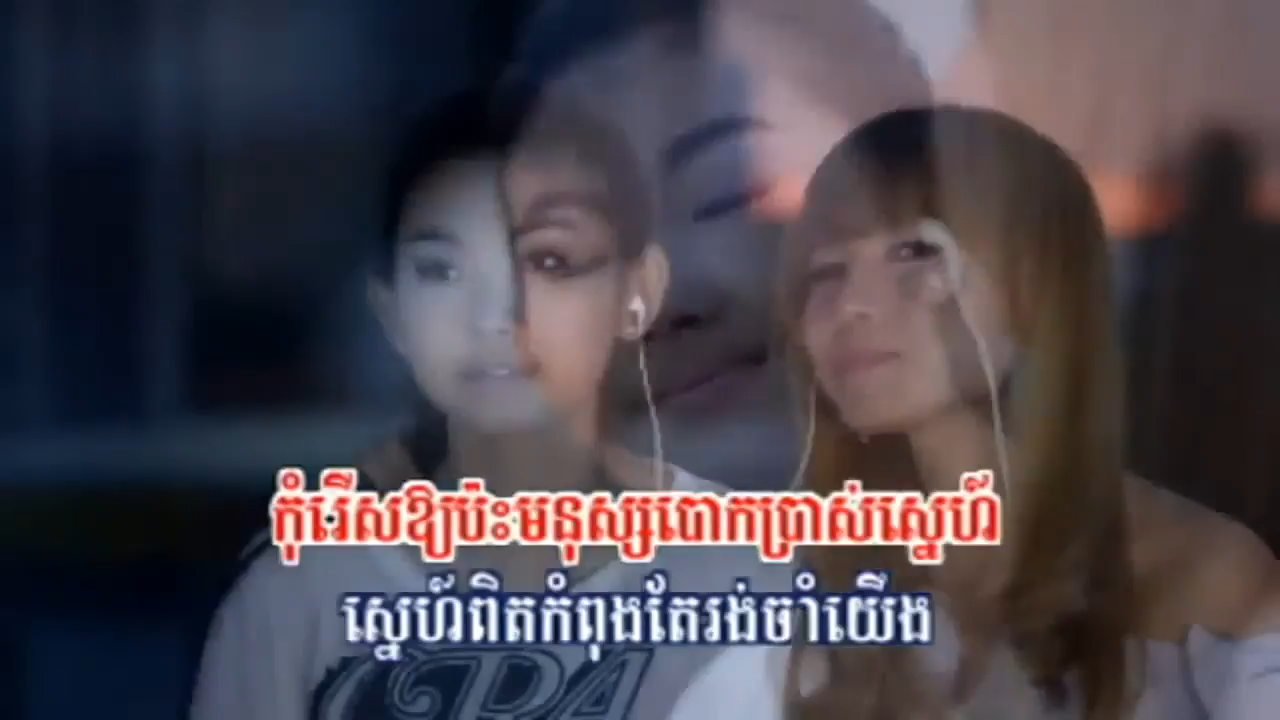 កុំរើសឱ្យប៉ះមនុស្សបោកប្រាស់ស្នេហ៍
ស្នេហ៍ពិតកំពុងតែរង់ចាំយើង